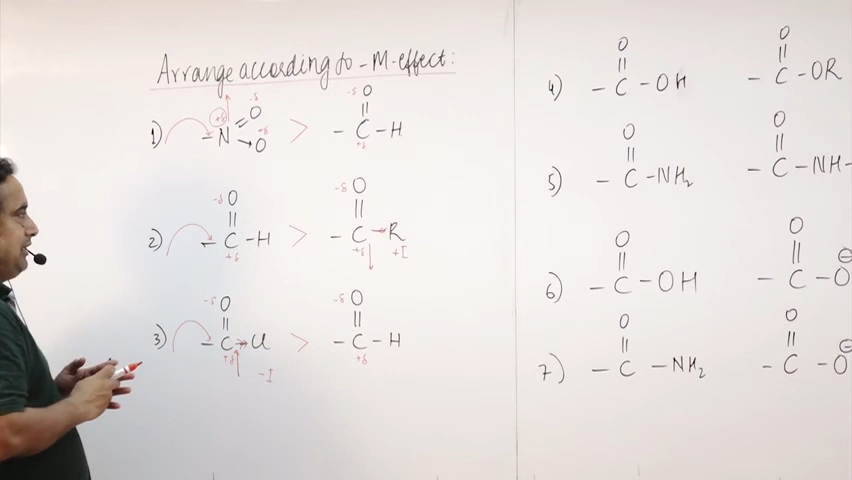 Arrange according to -M-effect:
-δ O
1) - N +δ = O -δ → O +δ > - C +δ - H
-δ O || -δ O ||
2) - C +δ - H > - C +δ → R +I
-δ O || -δ O ||
3) - C +δ → Cl -I > - C +δ - H
O || O ||
4) - C - OH - C - OR
O || O ||
5) - C - NH₂ - C - NH -
O || O ||
6) - C - OH - C - O⊖
O || O ||
7) - C - NH₂ - C - O⊖